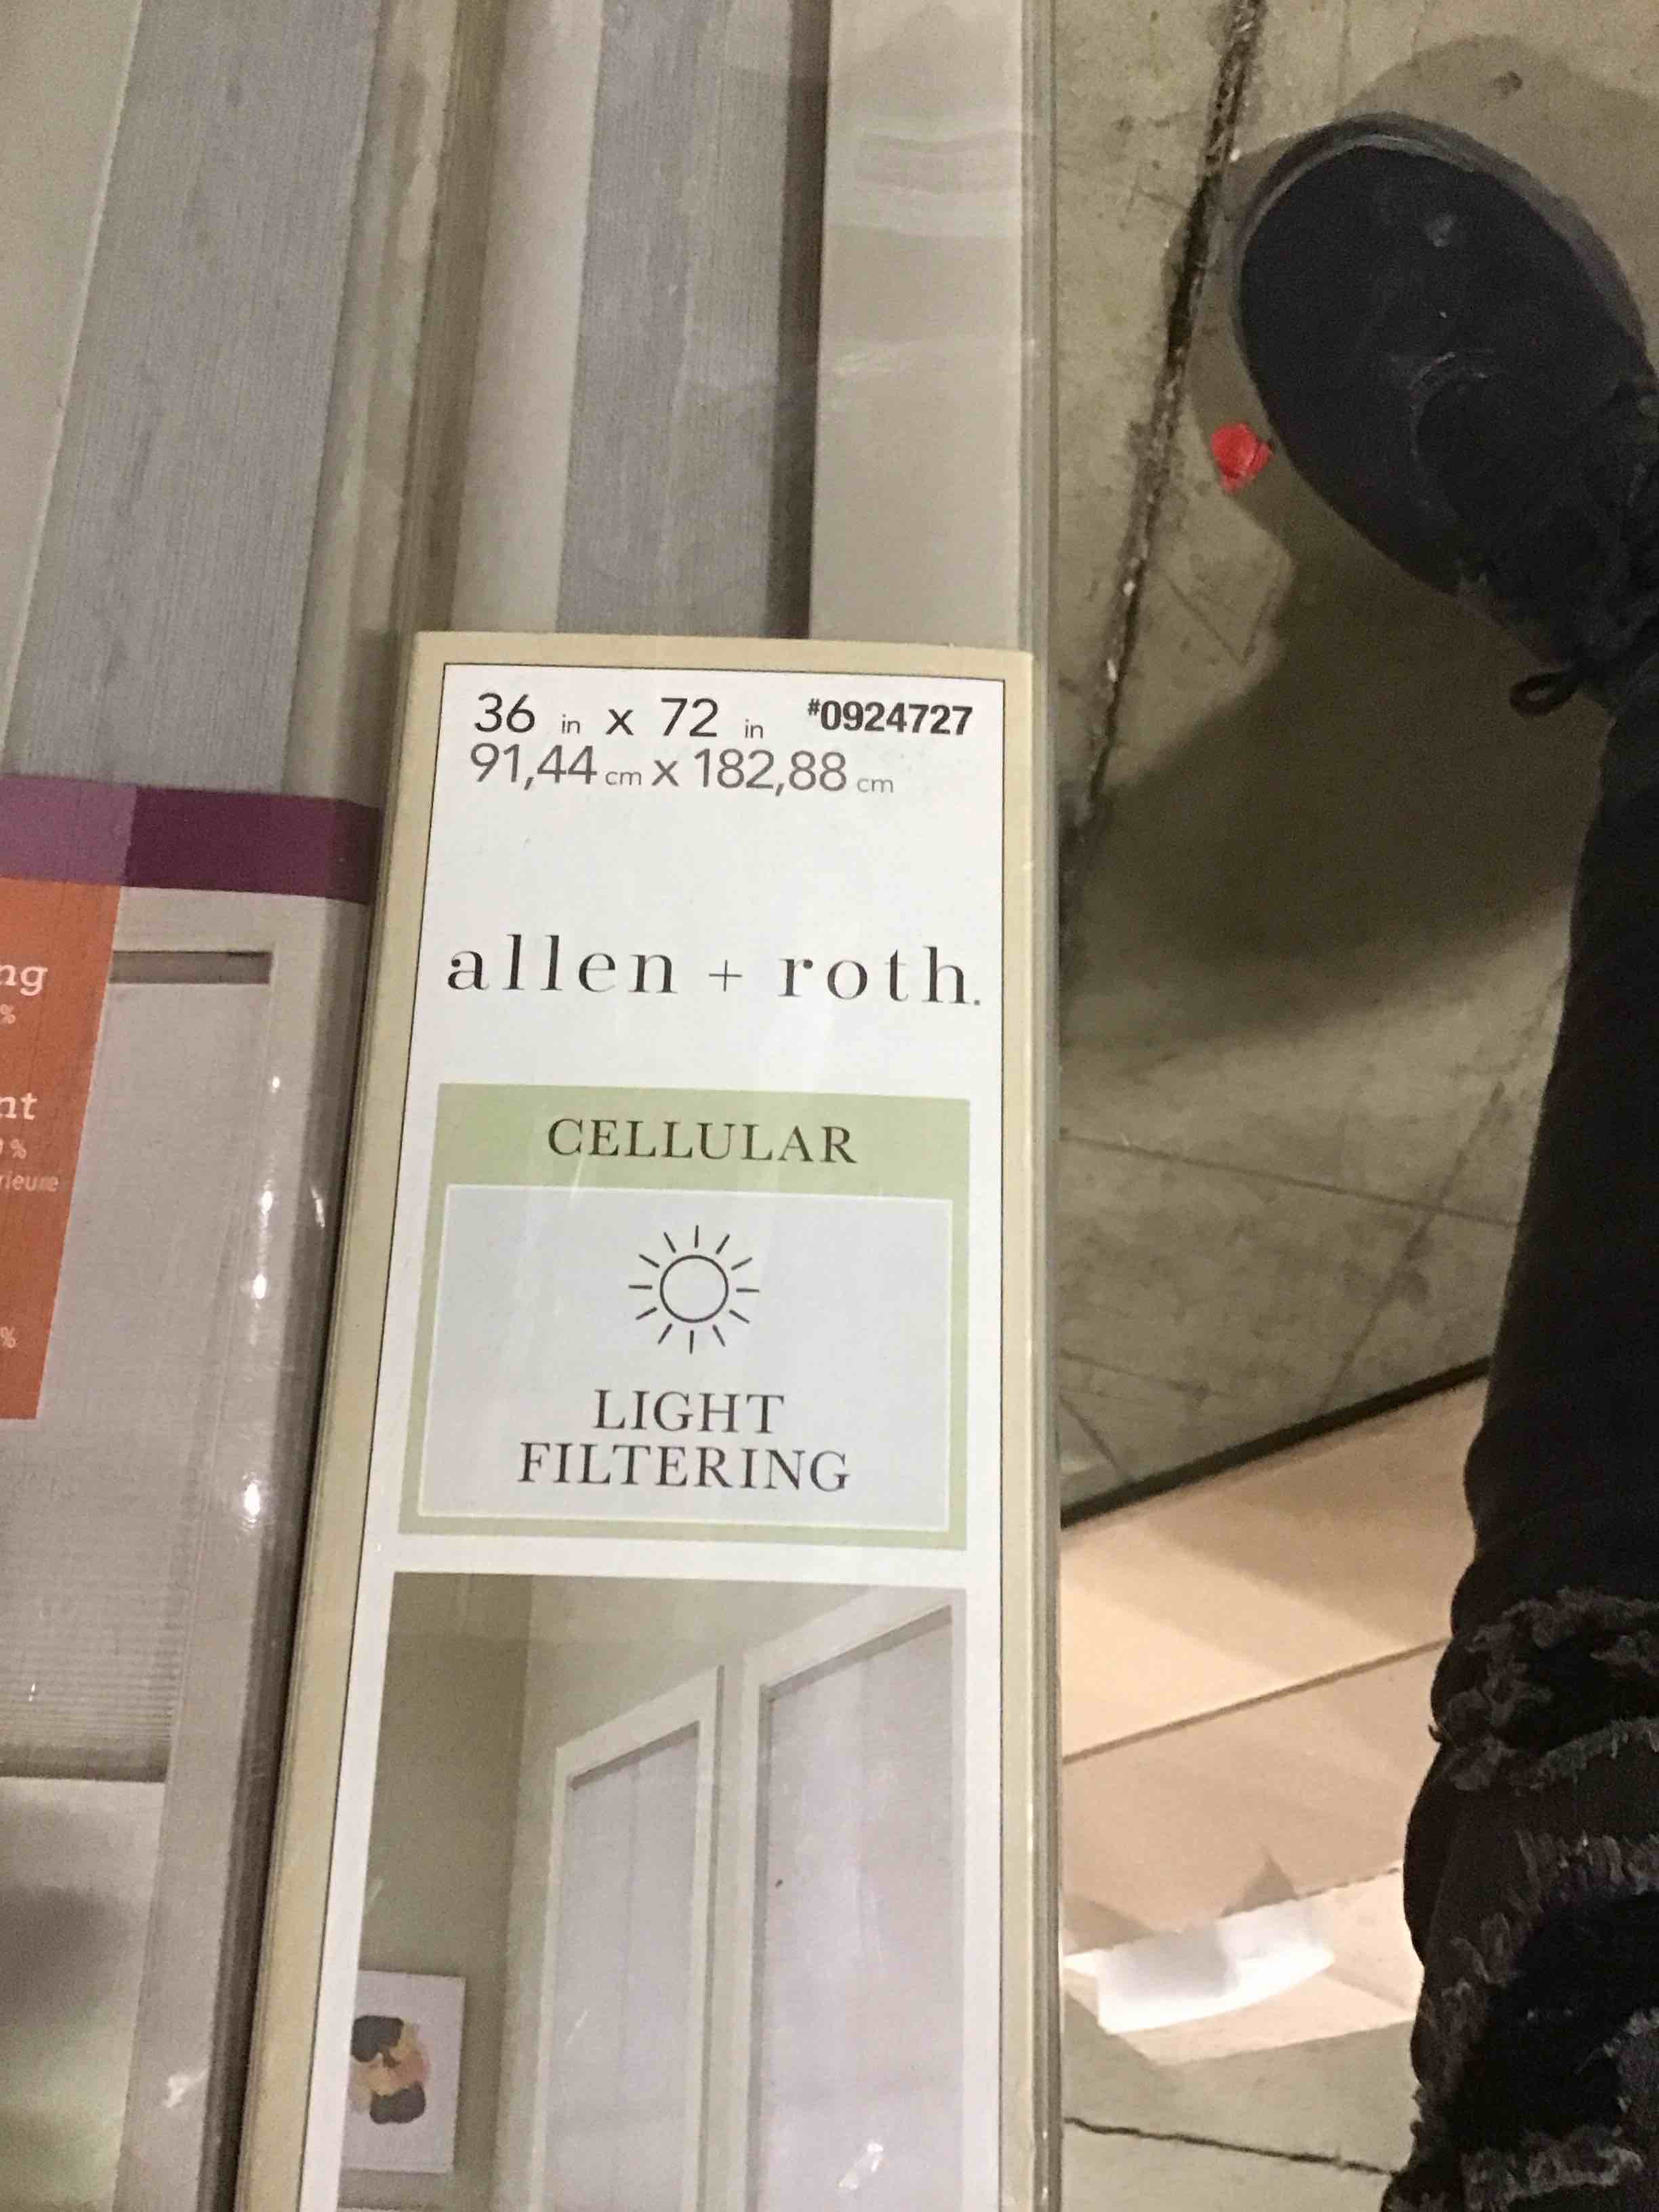 36 in x 72 in #0924727
91,44 cm x 182,88 cm
allen + roth.
CELLULAR
LIGHT
FILTERING
%
%
%